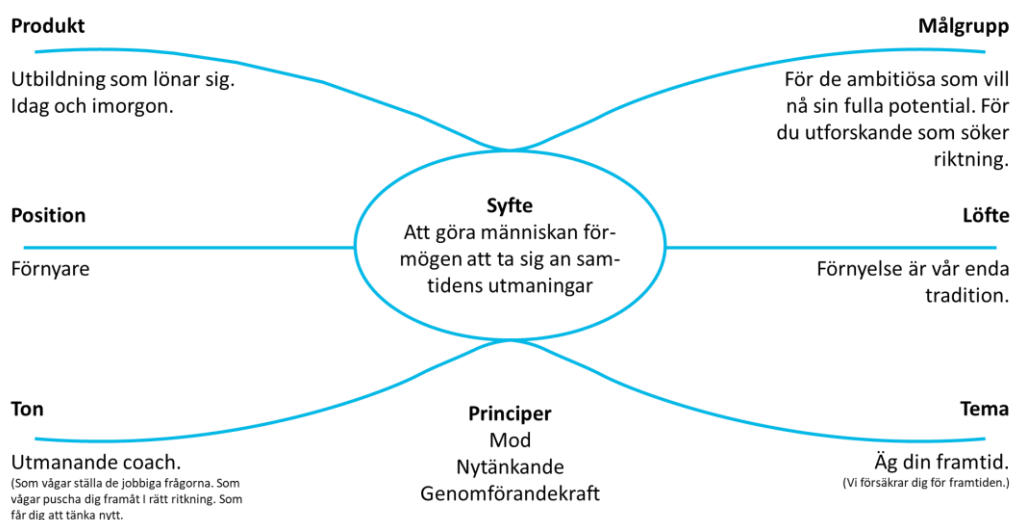 Produkt
Utbildning som lönar sig.
Idag och imorgon.
Målgrupp
För de ambitiösa som vill
nå sin fulla potential. För
du utforskande som söker
riktning.
Position
Förnyare
Syfte
Att göra människan för-
mögen att ta sig an sam-
tidens utmaningar
Löfte
Förnyelse är vår enda
tradition.
Ton
Utmanande coach.
(Som vågar ställa de jobbiga frågorna. Som
vågar puscha dig framåt I rätt ritkning. Som
får dig att tänka nytt.
Principer
Mod
Nytänkande
Genomförandekraft
Tema
Äg din framtid.
(Vi försäkrar dig för framtiden.)